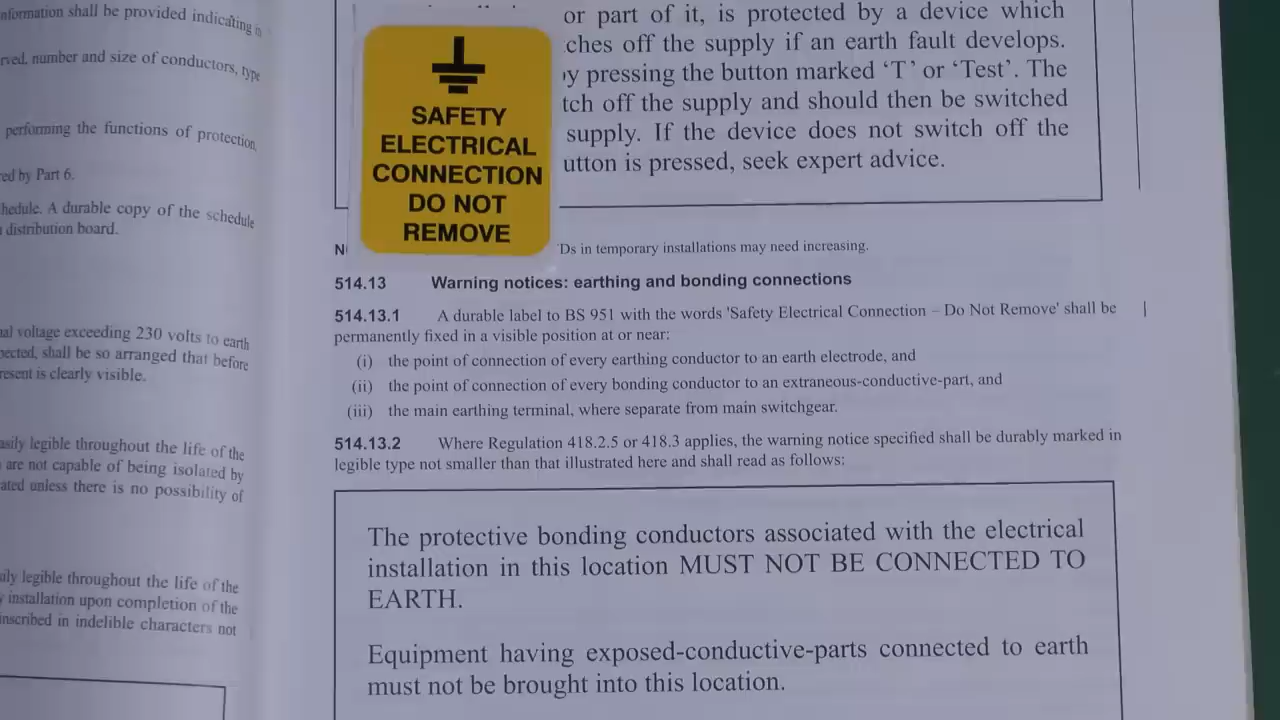 nformation shall be provided indicating
rved, number and size of conductors, type
performing the functions of protection,
ed by Part 6.
hedule. A durable copy of the schedule
distribution board.
al voltage exceeding 230 volts to earth
ected, shall be so arranged that before
resent is clearly visible.
asily legible throughout the life of the
are not capable of being isolated by
ated unless there is no possibility of
ily legible throughout the life of the
installation upon completion of the
inscribed in indelible characters not
or part of it, is protected by a device which
ches off the supply if an earth fault develops.
y pressing the button marked ‘T’ or ‘Test’. The
tch off the supply and should then be switched
supply. If the device does not switch off the
utton is pressed, seek expert advice.
SAFETY
ELECTRICAL
CONNECTION
DO NOT
REMOVE
Ds in temporary installations may need increasing.
514.13 Warning notices: earthing and bonding connections
514.13.1 A durable label to BS 951 with the words 'Safety Electrical Connection – Do Not Remove' shall be
permanently fixed in a visible position at or near:
(i) the point of connection of every earthing conductor to an earth electrode, and
(ii) the point of connection of every bonding conductor to an extraneous-conductive-part, and
(iii) the main earthing terminal, where separate from main switchgear.
514.13.2 Where Regulation 418.2.5 or 418.3 applies, the warning notice specified shall be durably marked in
legible type not smaller than that illustrated here and shall read as follows:
The protective bonding conductors associated with the electrical
installation in this location MUST NOT BE CONNECTED TO
EARTH.
Equipment having exposed-conductive-parts connected to earth
must not be brought into this location.